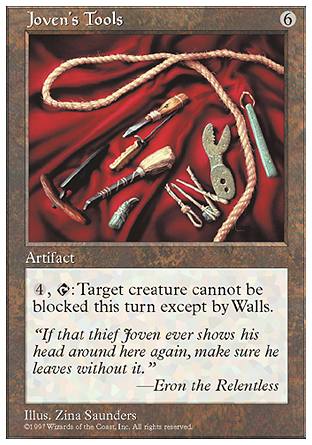 Joven's Tools 6
Artifact
4, T: Target creature cannot be
blocked this turn except by Walls.
"If that thief Joven ever shows his
head around here again, make sure he
leaves without it."
—Eron the Relentless
Illus. Zina Saunders
©1997 Wizards of the Coast, Inc. All rights reserved.